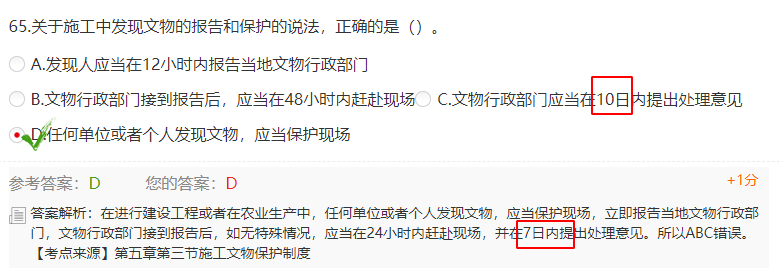 65.关于施工中发现文物的报告和保护的说法，正确的是（）。
A.发现人应当在12小时内报告当地文物行政部门
B.文物行政部门接到报告后，应当在48小时内赶赴现场 C.文物行政部门应当在10日内提出处理意见
D.任何单位或者个人发现文物，应当保护现场
参考答案：D 您的答案：D +1分
答案解析：在进行建设工程或者在农业生产中，任何单位或者个人发现文物，应当保护现场，立即报告当地文物行政部
门，文物行政部门接到报告后，如无特殊情况，应当在24小时内赶赴现场，并在7日内提出处理意见。所以ABC错误。
【考点来源】第五章第三节施工文物保护制度